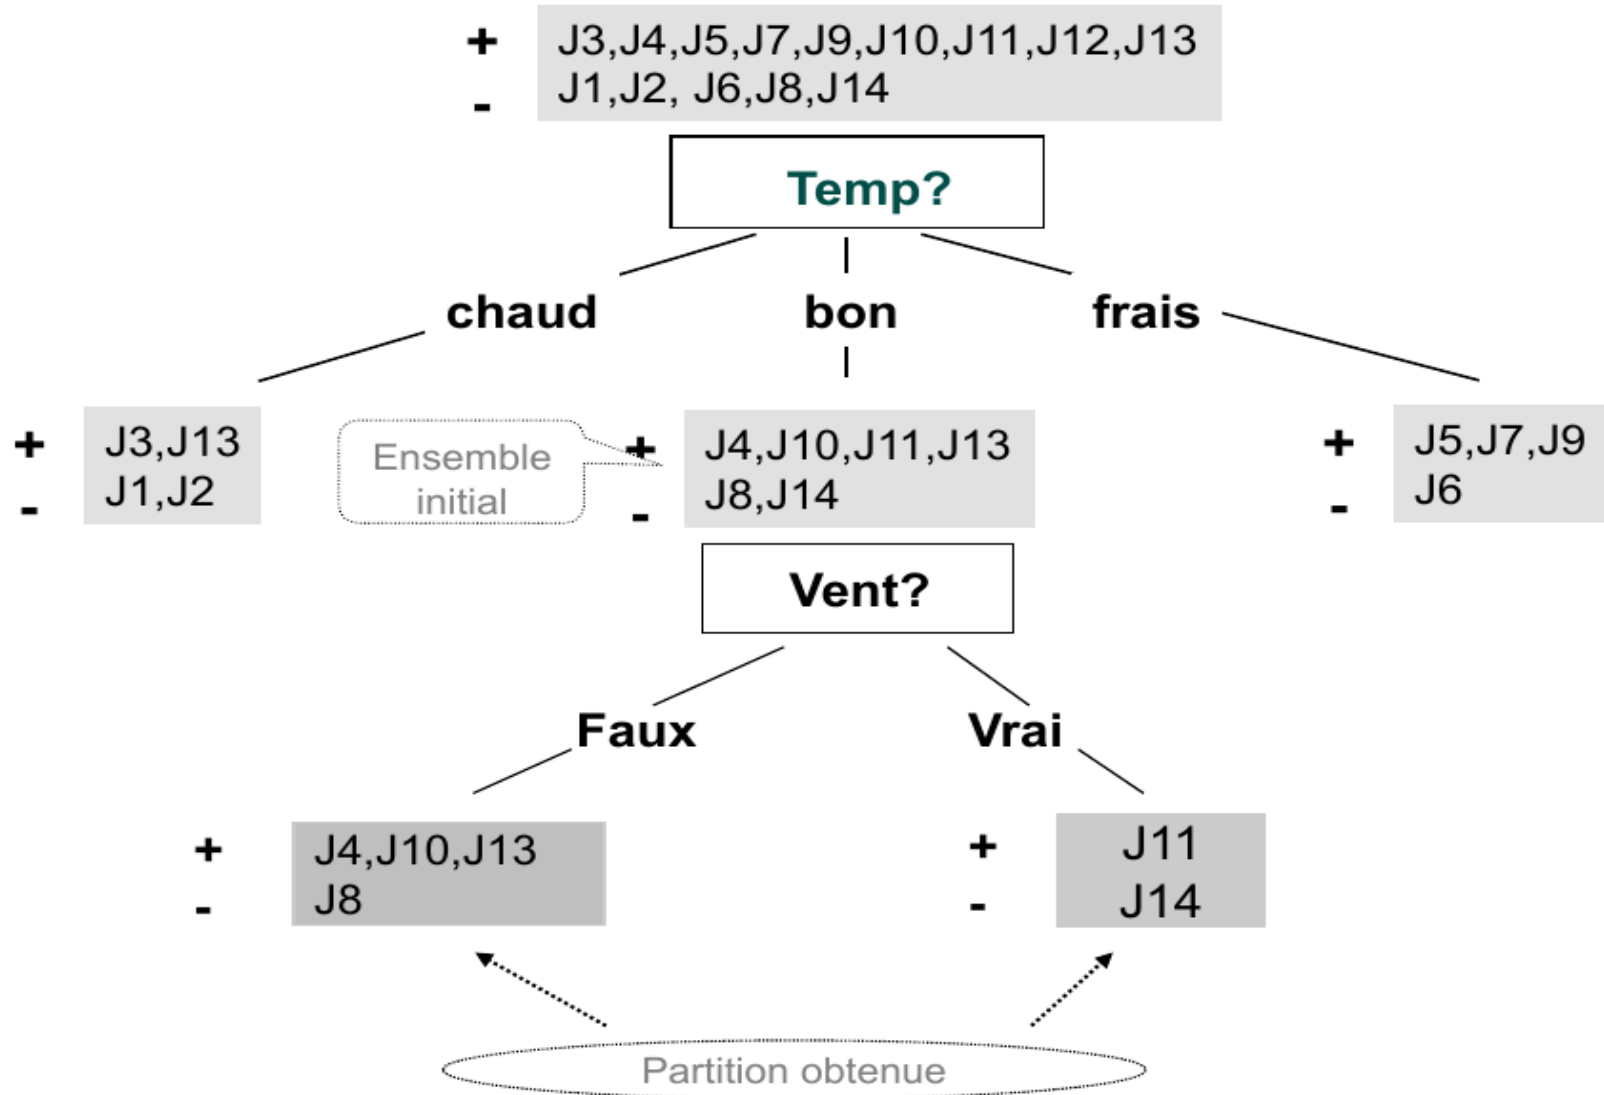 + J3,J4,J5,J7,J9,J10,J11,J12,J13
- J1,J2, J6,J8,J14
Temp?
chaud bon frais
+ J3,J13
- J1,J2
Ensemble
initial
+ J4,J10,J11,J13
- J8,J14
+ J5,J7,J9
- J6
Vent?
Faux Vrai
+ J4,J10,J13
- J8
+ J11
- J14
Partition obtenue